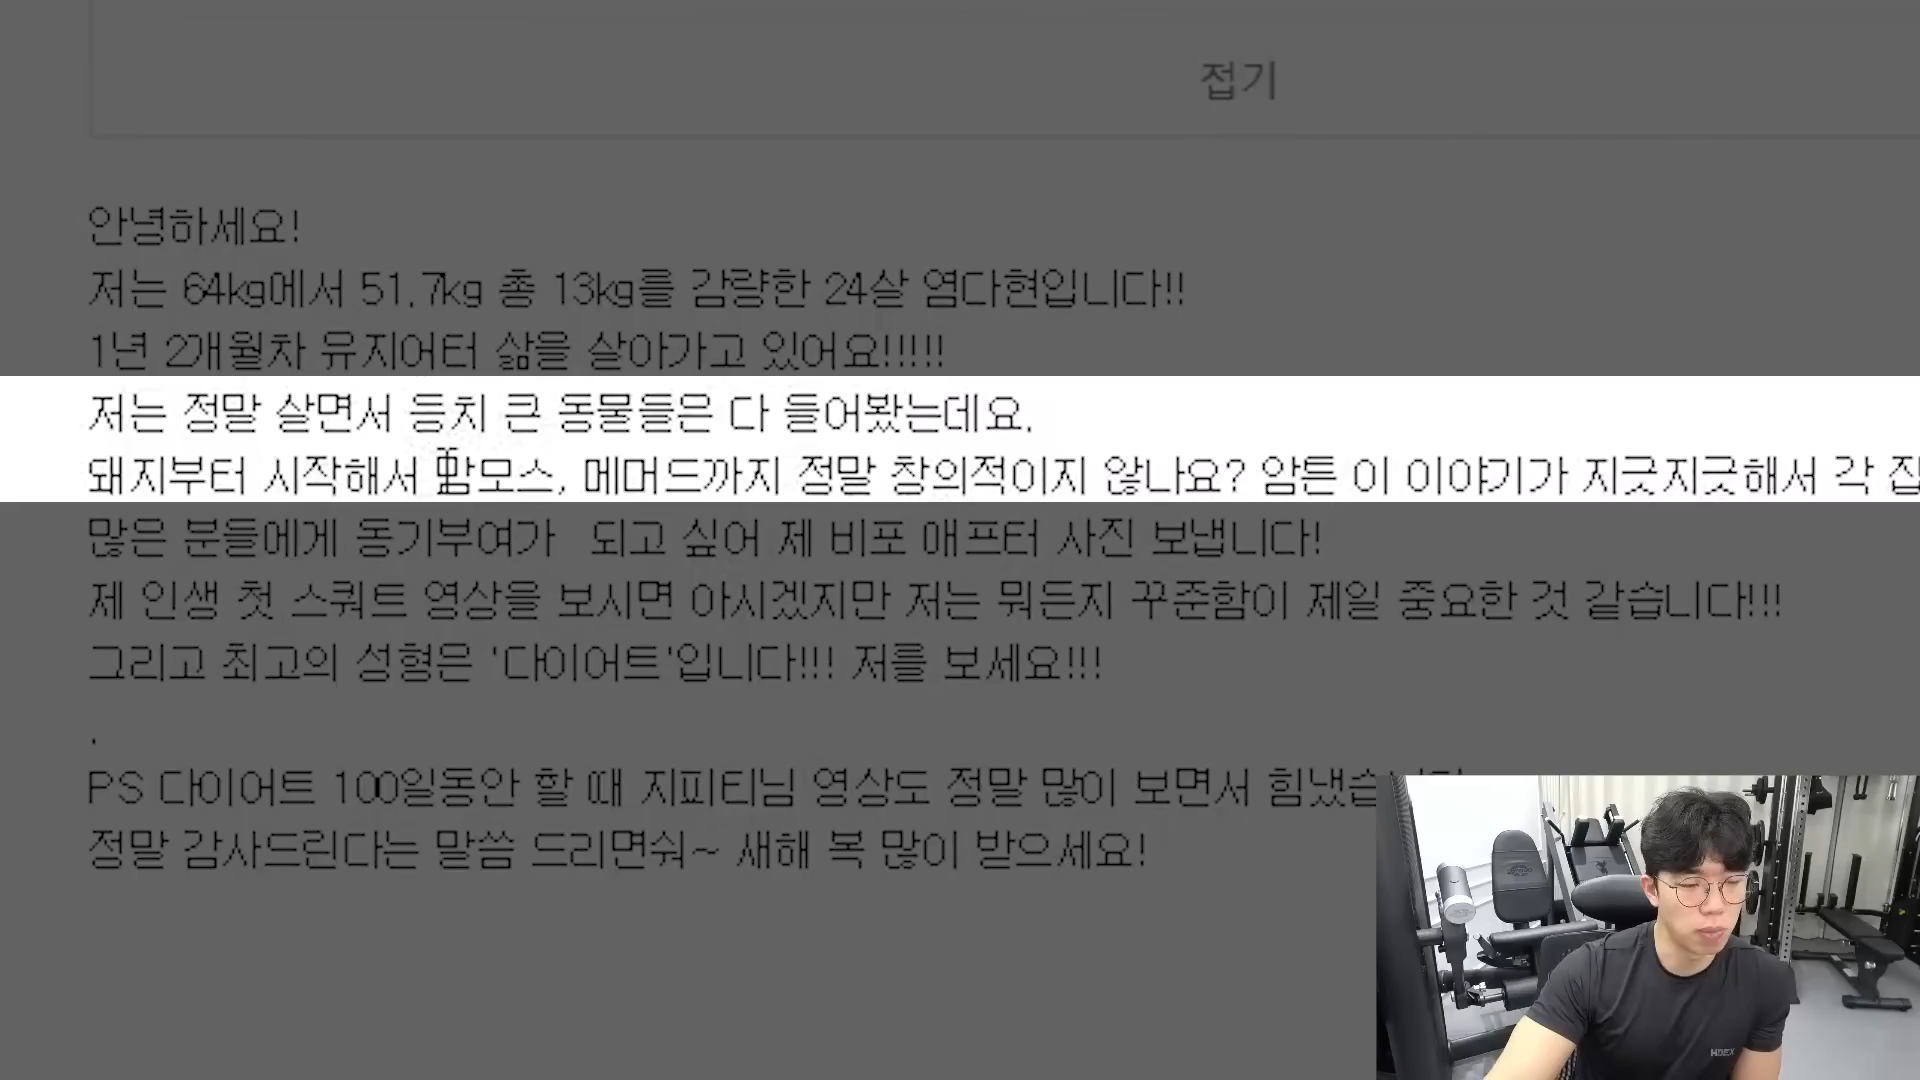 접기
안녕하세요!
저는 64kg에서 51.7kg 총 13kg를 감량한 24살 염다현입니다!!
1년 2개월차 유지어터 삶을 살아가고 있어요!!!!!
저는 정말 살면서 등치 큰 동물들은 다 들어봤는데요.
돼지부터 시작해서 맘모스, 메머드까지 정말 창의적이지 않나요? 암튼 이 이야기가 지긋지긋해서 각 집
많은 분들에게 동기부여가 되고 싶어 제 비포 애프터 사진 보냅니다!
제 인생 첫 스쿼트 영상을 보시면 아시겠지만 저는 뭐든지 꾸준함이 제일 중요한 것 같습니다!!!
그리고 최고의 성형은 '다이어트'입니다!!! 저를 보세요!!!
.
PS 다이어트 100일동안 할 때 지피티님 영상도 정말 많이 보면서 힘냈습
정말 감사드린다는 말씀 드리면숴~ 새해 복 많이 받으세요!
HDEX